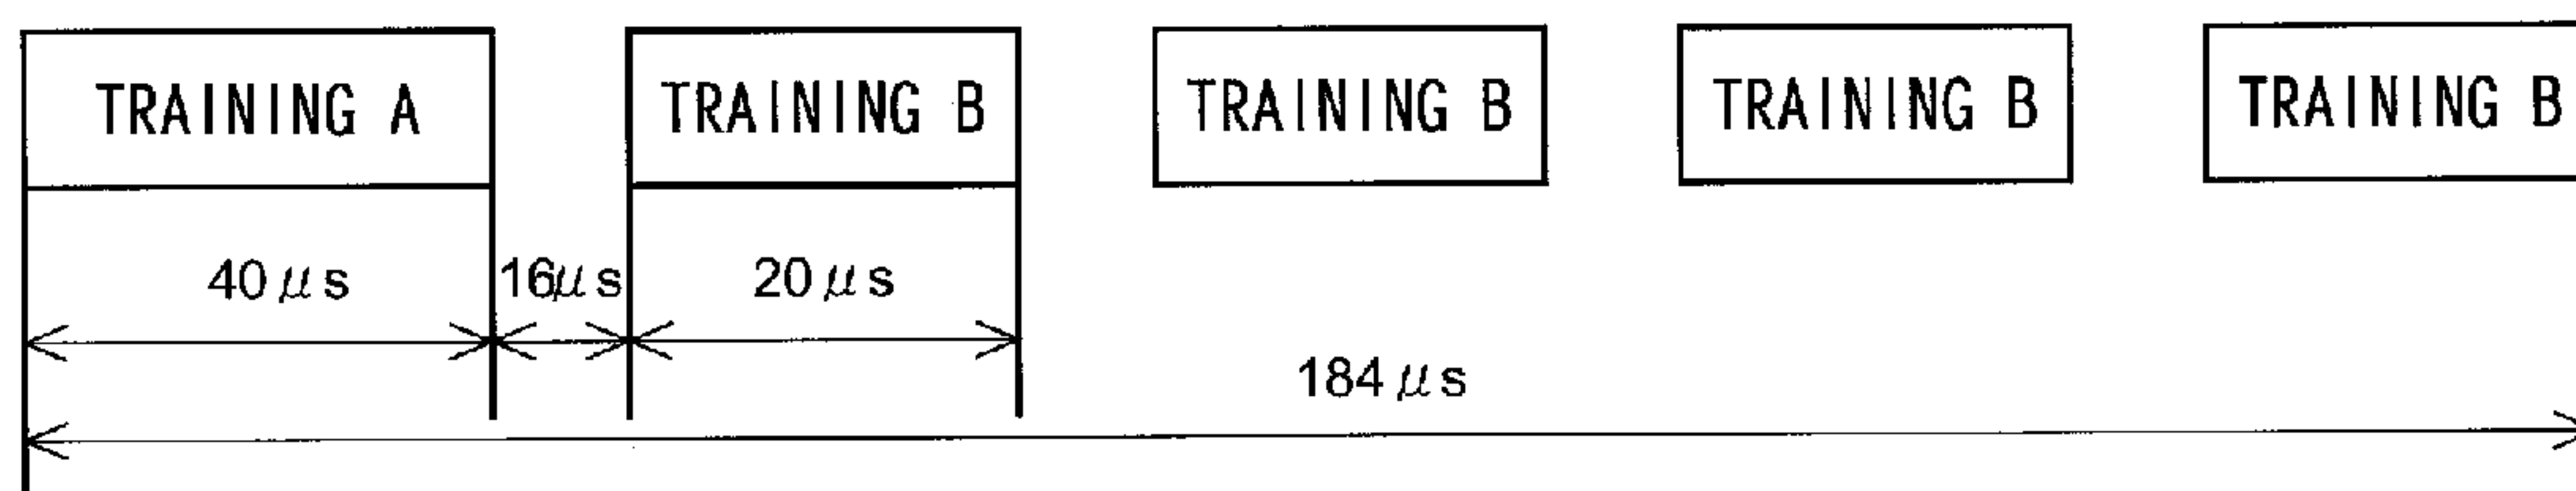 TRAINING A TRAINING B TRAINING B TRAINING B TRAINING B
40μs 16μs 20μs
184μs